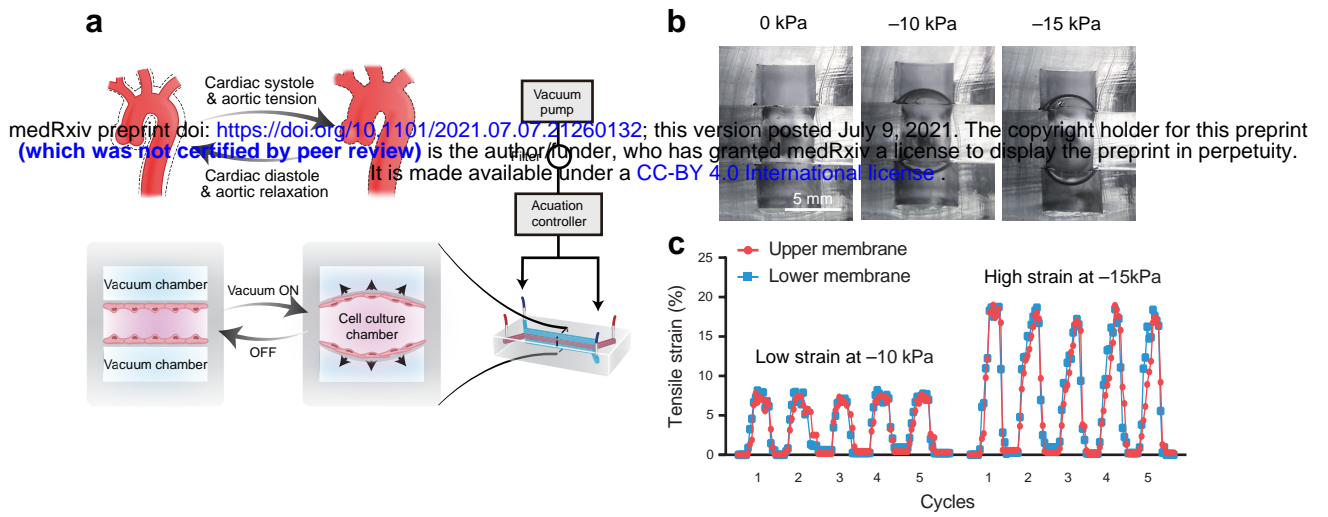 a
Cardiac systole
& aortic tension
Cardiac diastole
& aortic relaxation
Vacuum
pump
Filter
Acuation
controller
medRxiv preprint doi: https://doi.org/10.1101/2021.07.07.21260132; this version posted July 9, 2021. The copyright holder for this preprint
(which was not certified by peer review) is the author/funder, who has granted medRxiv a license to display the preprint in perpetuity.
It is made available under a CC-BY 4.0 International license .
Vacuum chamber
Vacuum chamber
Vacuum ON
OFF
Cell culture
chamber
b
0 kPa
–10 kPa
–15 kPa
5 mm
c
Upper membrane
Lower membrane
High strain at –15kPa
Low strain at –10 kPa
Tensile strain (%)
25
20
15
10
5
0
1 2 3 4 5 1 2 3 4 5
Cycles